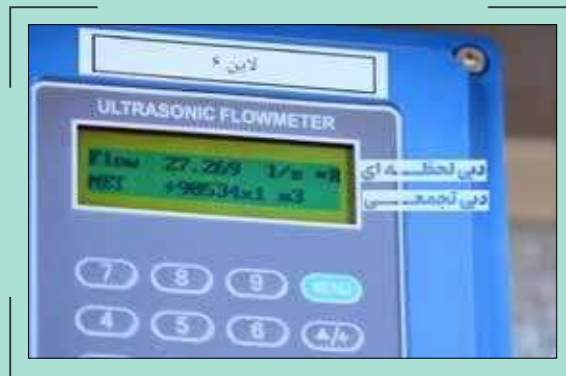 لاین ۶
ULTRASONIC FLOWMETER
Flow 27.269 l/s *R
دبی لحظه ای
NET +90534x1 m3
دبی تجمعی
7 8 9 MENU
4 5 6 ▲/+